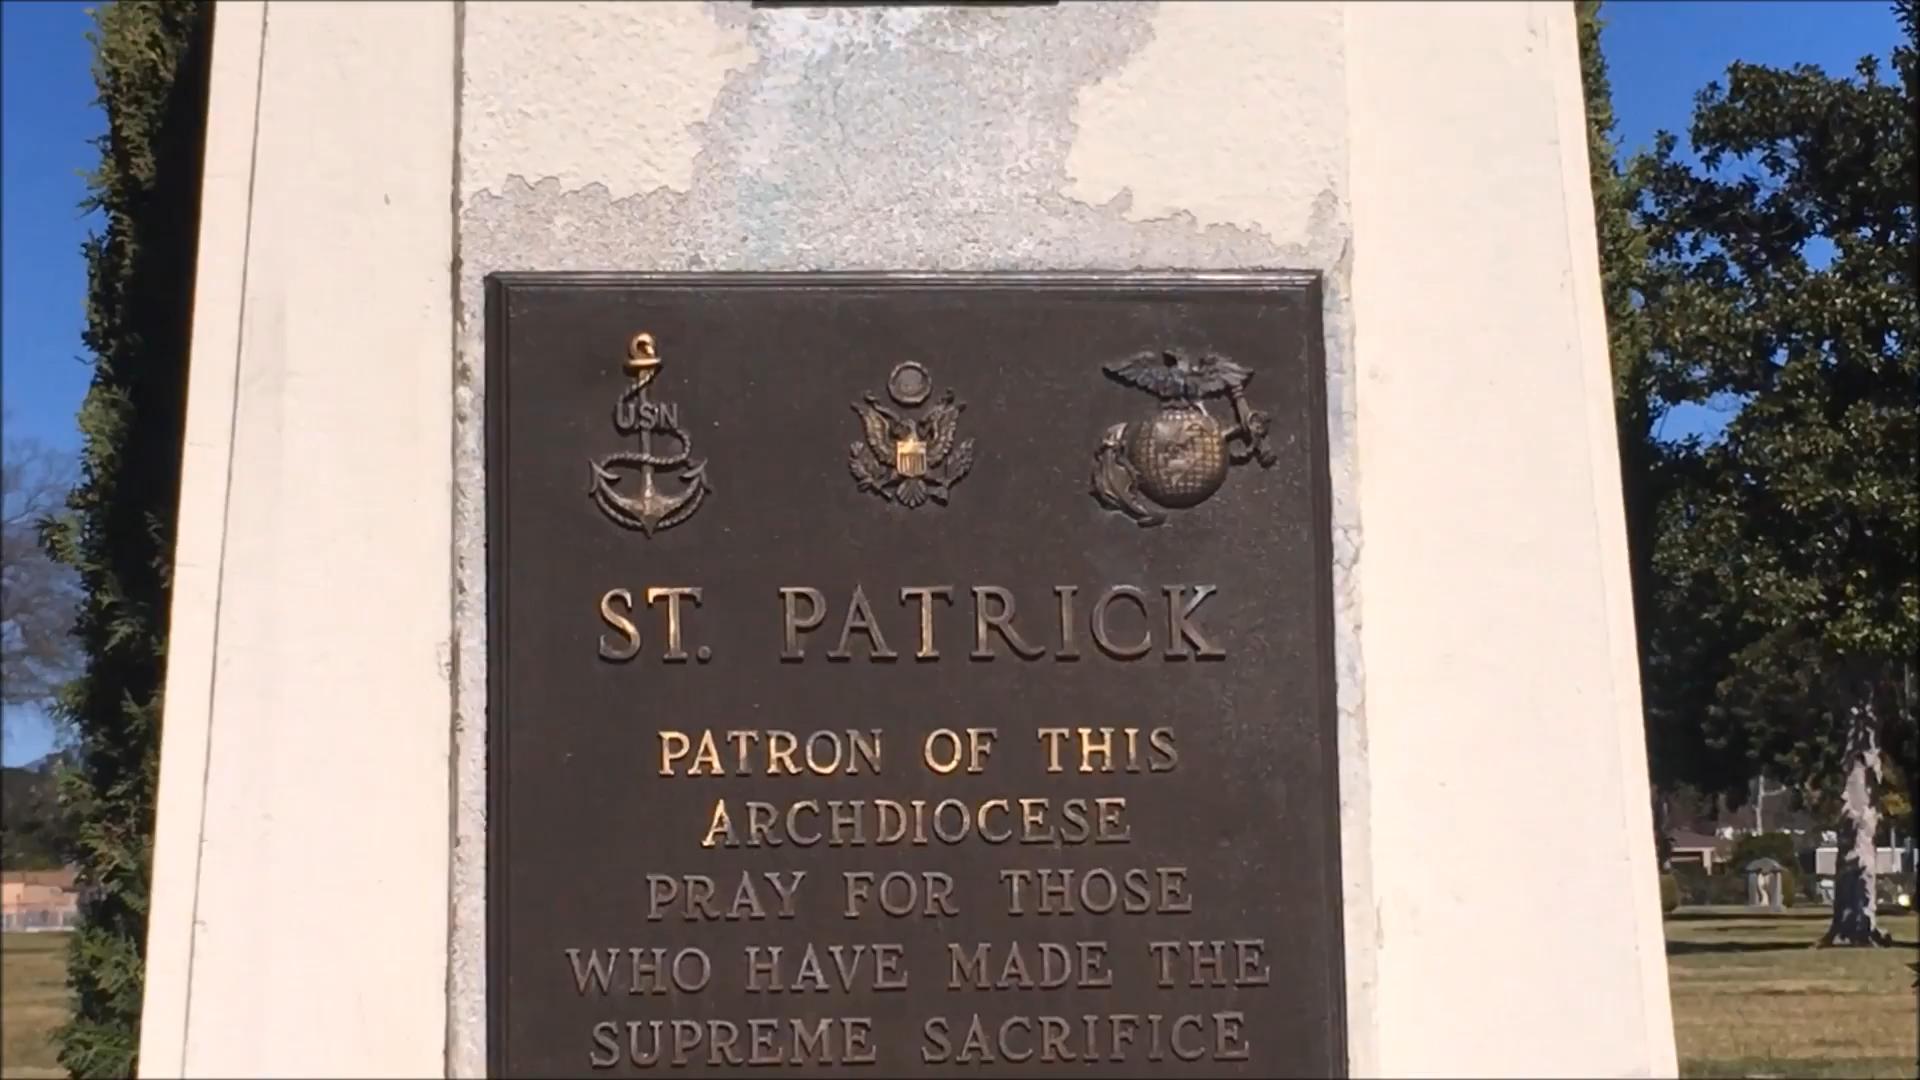 USN
ST. PATRICK
PATRON OF THIS
ARCHDIOCESE
PRAY FOR THOSE
WHO HAVE MADE THE
SUPREME SACRIFICE